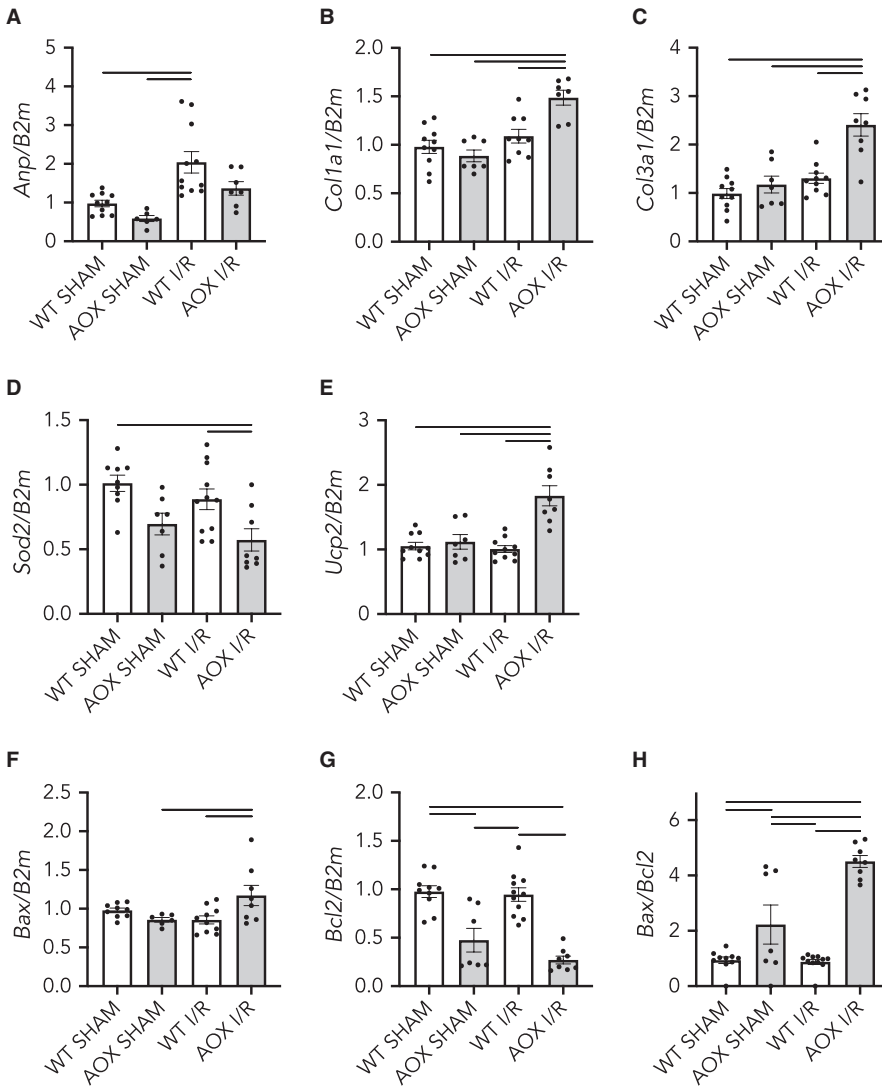 A
Anp/B2m
5
4
3
2
1
0
WT SHAM
AOX SHAM
WT I/R
AOX I/R
B
Col1a1/B2m
2.0
1.5
1.0
0.5
0.0
WT SHAM
AOX SHAM
WT I/R
AOX I/R
C
Col3a1/B2m
4
3
2
1
0
WT SHAM
AOX SHAM
WT I/R
AOX I/R
D
Sod2/B2m
1.5
1.0
0.5
0.0
WT SHAM
AOX SHAM
WT I/R
AOX I/R
E
Ucp2/B2m
3
2
1
0
WT SHAM
AOX SHAM
WT I/R
AOX I/R
F
Bax/B2m
2.5
2.0
1.5
1.0
0.5
0.0
WT SHAM
AOX SHAM
WT I/R
AOX I/R
G
Bcl2/B2m
2.0
1.5
1.0
0.5
0.0
WT SHAM
AOX SHAM
WT I/R
AOX I/R
H
Bax/Bcl2
6
4
2
0
WT SHAM
AOX SHAM
WT I/R
AOX I/R